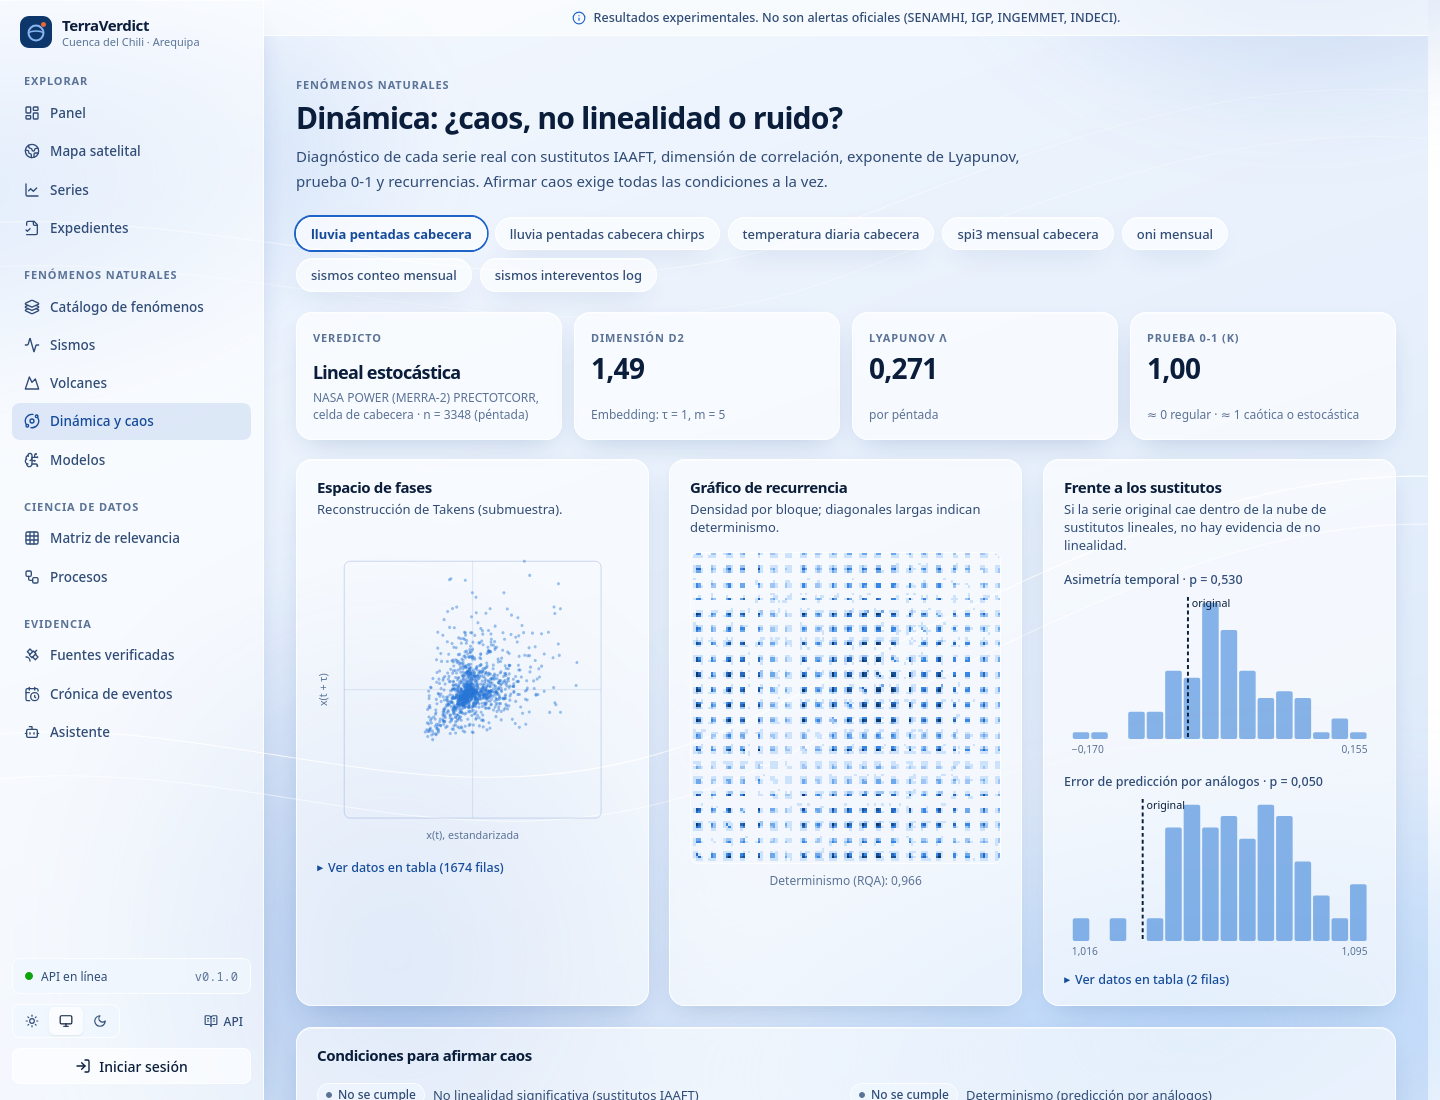 TerraVerdict
Cuenca del Chili · Arequipa
EXPLORAR
Panel
Mapa satelital
Series
Expedientes
FENÓMENOS NATURALES
Catálogo de fenómenos
Sismos
Volcanes
Dinámica y caos
Modelos
CIENCIA DE DATOS
Matriz de relevancia
Procesos
EVIDENCIA
Fuentes verificadas
Crónica de eventos
Asistente
API en línea
v0.1.0
API
Iniciar sesión
Resultados experimentales. No son alertas oficiales (SENAMHI, IGP, INGEMMET, INDECI).
FENÓMENOS NATURALES
Dinámica: ¿caos, no linealidad o ruido?
Diagnóstico de cada serie real con sustitutos IAAFT, dimensión de correlación, exponente de Lyapunov,
prueba 0-1 y recurrencias. Afirmar caos exige todas las condiciones a la vez.
lluvia pentadas cabecera
lluvia pentadas cabecera chirps
temperatura diaria cabecera
spi3 mensual cabecera
oni mensual
sismos conteo mensual
sismos intereventos log
VEREDICTO
Lineal estocástica
NASA POWER (MERRA-2) PRECTOTCORR,
celda de cabecera · n = 3348 (péntada)
DIMENSIÓN D2
1,49
Embedding: τ = 1, m = 5
LYAPUNOV Λ
0,271
por péntada
PRUEBA 0-1 (K)
1,00
≈ 0 regular · ≈ 1 caótica o estocástica
Espacio de fases
Reconstrucción de Takens (submuestra).
x(t + τ)
x(t), estandarizada
▸ Ver datos en tabla (1674 filas)
Gráfico de recurrencia
Densidad por bloque; diagonales largas indican
determinismo.
Determinismo (RQA): 0,966
Frente a los sustitutos
Si la serie original cae dentro de la nube de
sustitutos lineales, no hay evidencia de no
linealidad.
Asimetría temporal · p = 0,530
original
−0,170
0,155
Error de predicción por análogos · p = 0,050
original
1,016
1,095
▸ Ver datos en tabla (2 filas)
Condiciones para afirmar caos
No se cumple
No linealidad significativa (sustitutos IAAFT)
No se cumple
Determinismo (predicción por análogos)